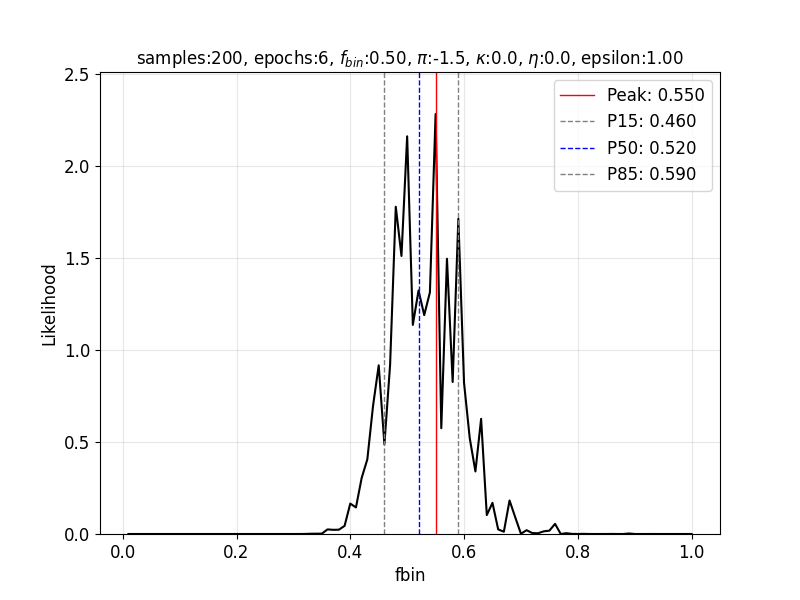 samples:200, epochs:6, f_bin:0.50, π:-1.5, κ:0.0, η:0.0, epsilon:1.00
Peak: 0.550
P15: 0.460
P50: 0.520
P85: 0.590
Likelihood
2.5
2.0
1.5
1.0
0.5
0.0
0.0 0.2 0.4 0.6 0.8 1.0
fbin